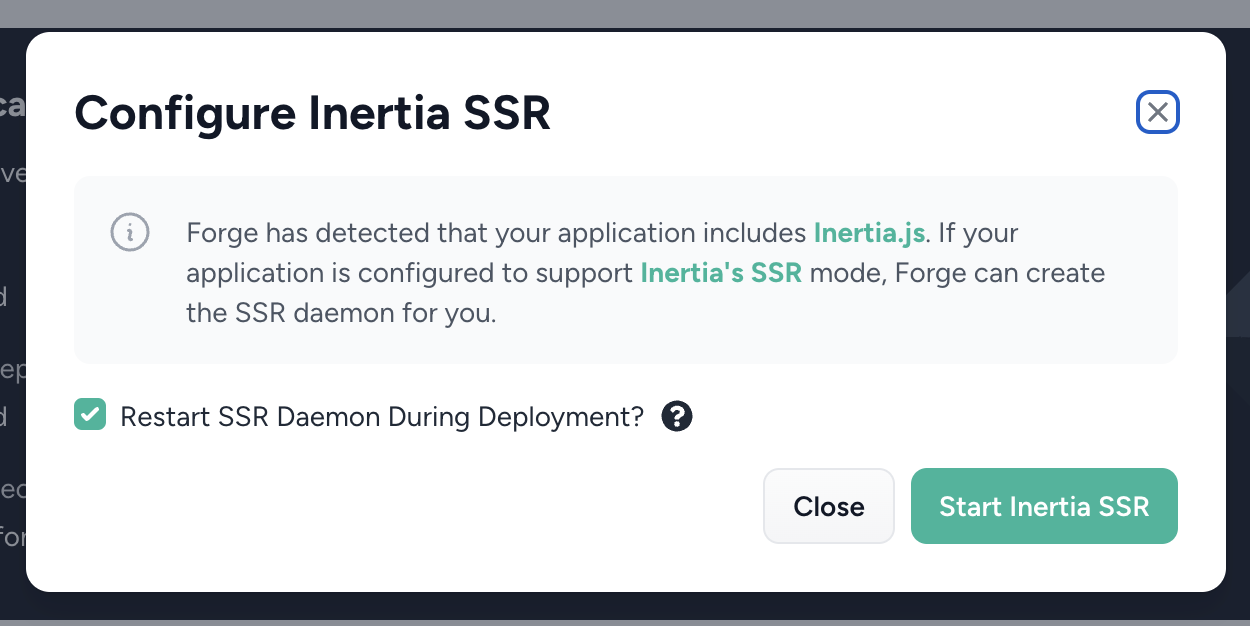 Configure Inertia SSR
Forge has detected that your application includes Inertia.js. If your
application is configured to support Inertia's SSR mode, Forge can create
the SSR daemon for you.
Restart SSR Daemon During Deployment?
Close
Start Inertia SSR